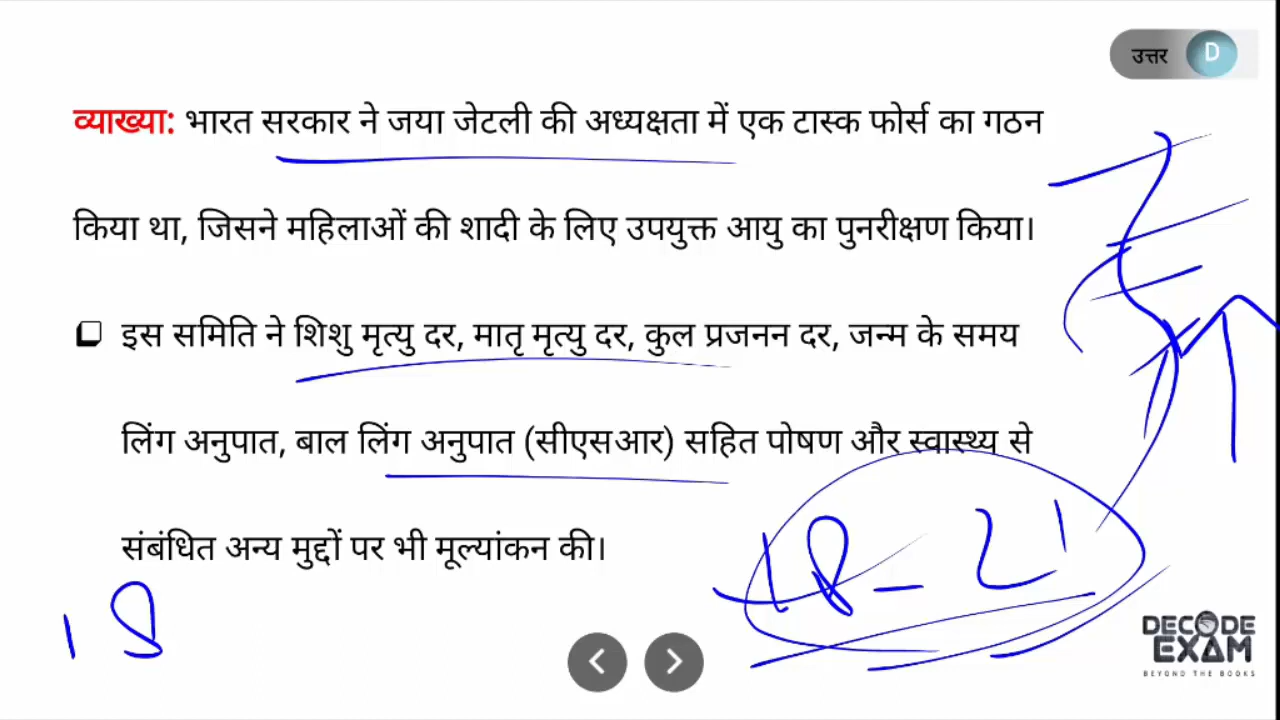 उत्तर D
व्याख्या: भारत सरकार ने जया जेटली की अध्यक्षता में एक टास्क फोर्स का गठन
किया था, जिसने महिलाओं की शादी के लिए उपयुक्त आयु का पुनरीक्षण किया।
❑ इस समिति ने शिशु मृत्यु दर, मातृ मृत्यु दर, कुल प्रजनन दर, जन्म के समय
लिंग अनुपात, बाल लिंग अनुपात (सीएसआर) सहित पोषण और स्वास्थ्य से
संबंधित अन्य मुद्दों पर भी मूल्यांकन की।
18 - 21
18
DECODE
EXAM
BEYOND THE BOOKS